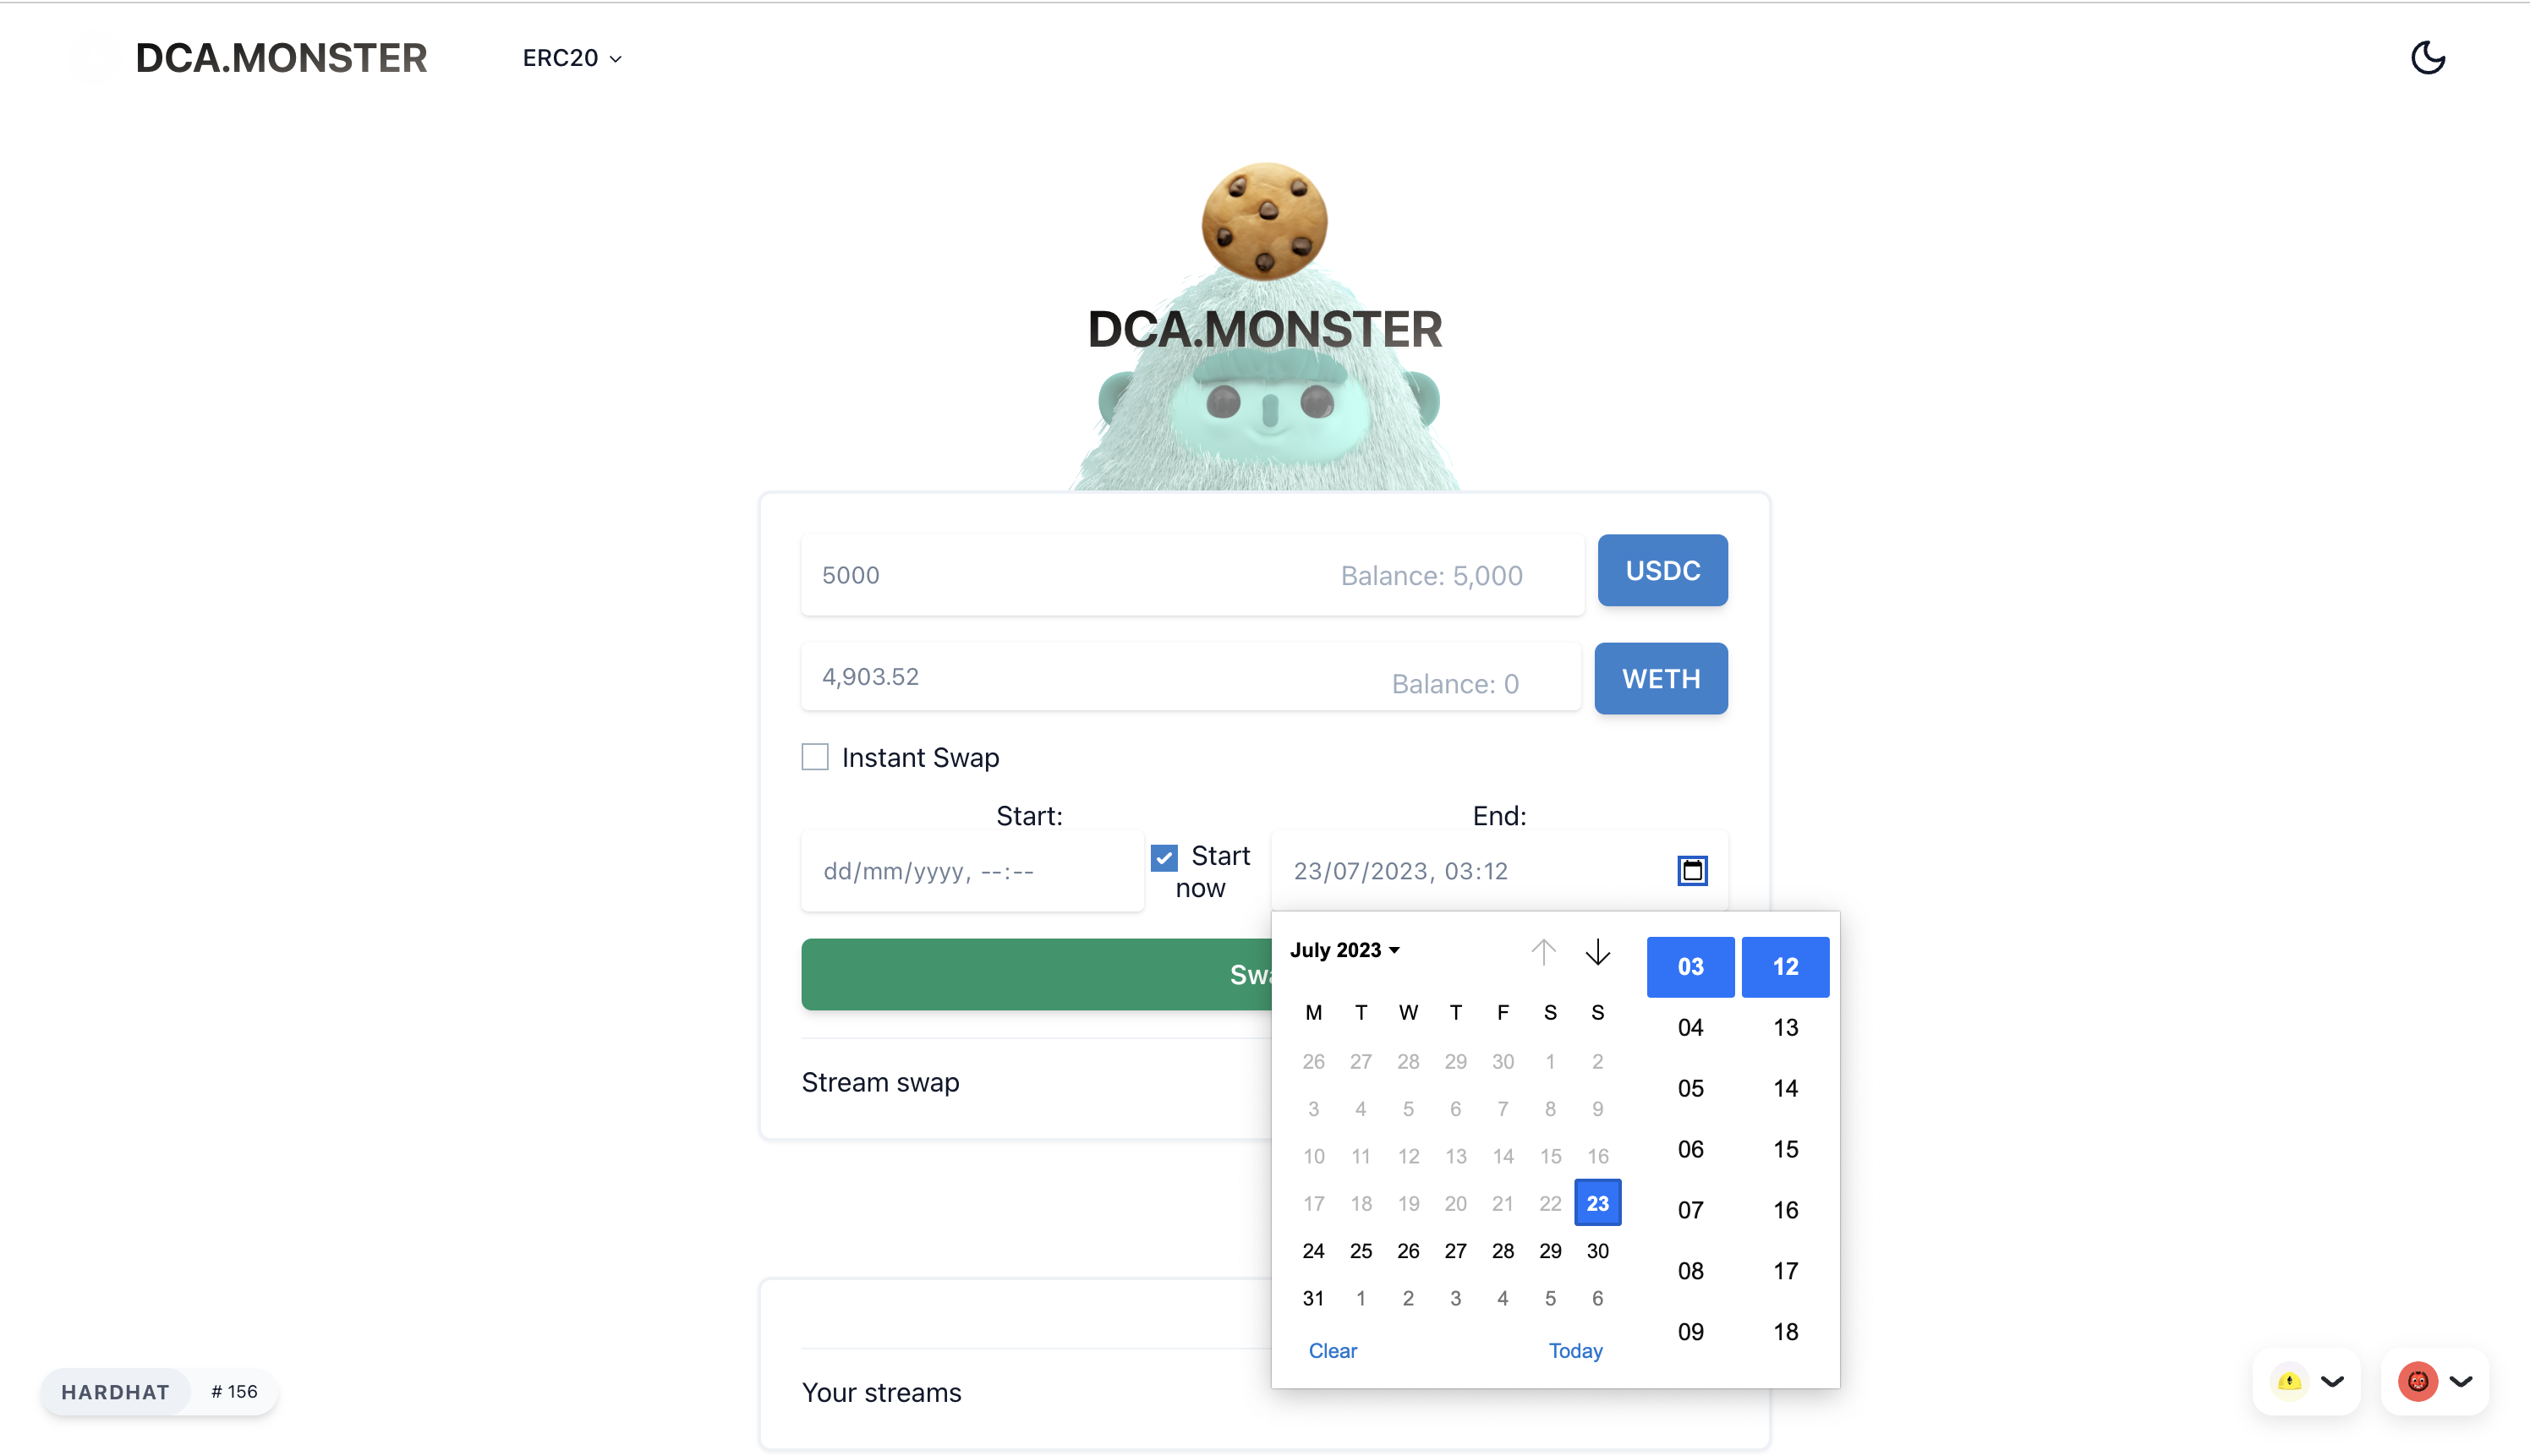 DCA.MONSTER
ERC20
DCA.MONSTER
5000
Balance: 5,000
USDC
4,903.52
Balance: 0
WETH
Instant Swap
Start:
End:
dd/mm/yyyy, --:--
Start
now
23/07/2023, 03:12
July 2023
03 12
Swa
04 13
M T W T F S S
26 27 28 29 30 1 2
05 14
3 4 5 6 7 8 9
06 15
10 11 12 13 14 15 16
07 16
17 18 19 20 21 22 23
08 17
24 25 26 27 28 29 30
09 18
31 1 2 3 4 5 6
Clear
Today
Stream swap
Your streams
HARDHAT
# 156